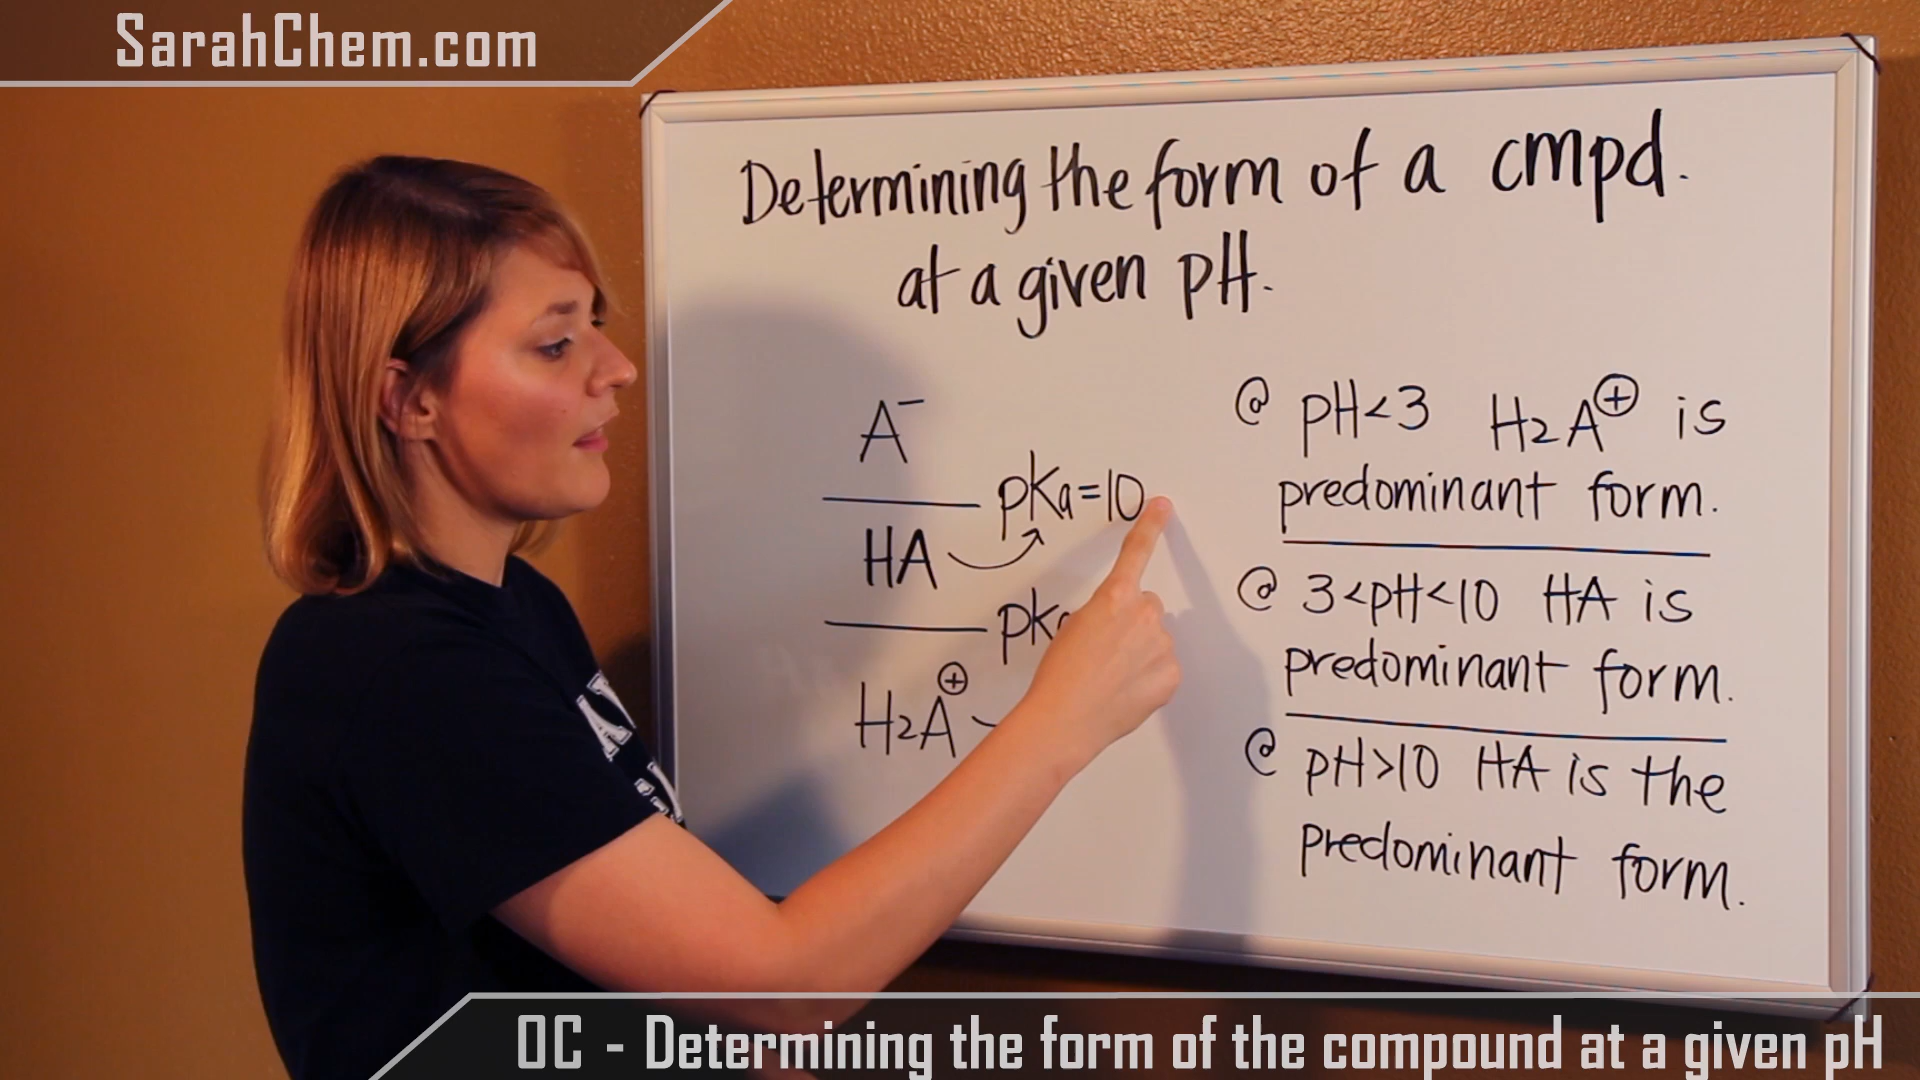 SarahChem.com
Determining the form of a cmpd.
at a given pH.
A⁻
pKa=10
HA
pK
H₂A⊕
@ pH<3 H₂A⊕ is
predominant form.
@ 3<pH<10 HA is
predominant form.
@ pH>10 HA is the
predominant form.
OC - Determining the form of the compound at a given pH